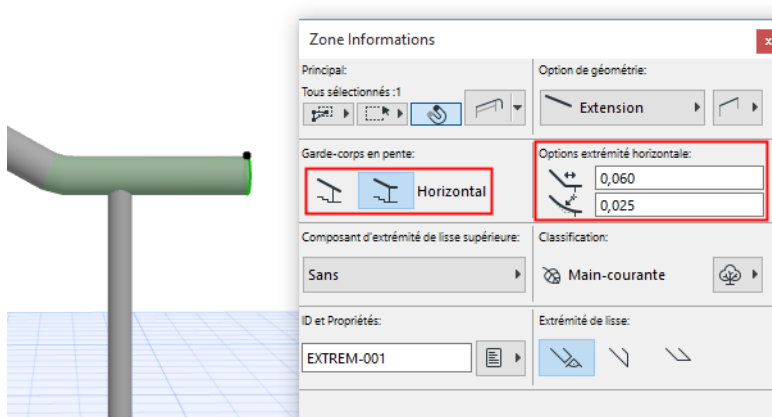 Zone Informations
x
Principal:
Option de géométrie:
Tous sélectionnés :1
Extension
Garde-corps en pente:
Options extrémité horizontale:
Horizontal
0,060
0,025
Composant d'extrémité de lisse supérieure:
Classification:
Sans
Main-courante
ID et Propriétés:
Extrémité de lisse:
EXTREM-001